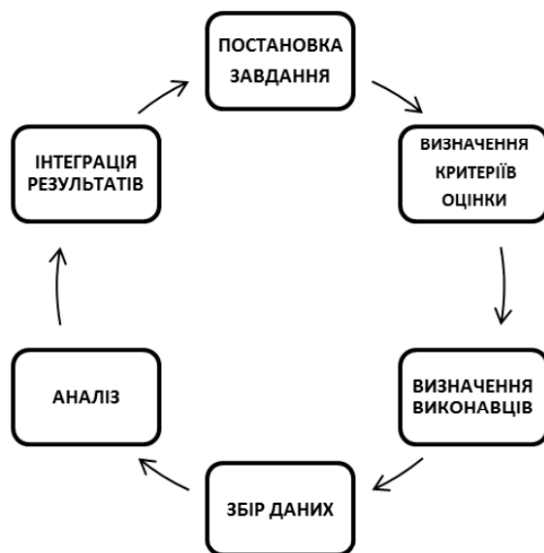 ПОСТАНОВКА
ЗАВДАННЯ
ВИЗНАЧЕННЯ
КРИТЕРІЇВ
ОЦІНКИ
ВИЗНАЧЕННЯ
ВИКОНАВЦІВ
ЗБІР ДАНИХ
АНАЛІЗ
ІНТЕГРАЦІЯ
РЕЗУЛЬТАТІВ